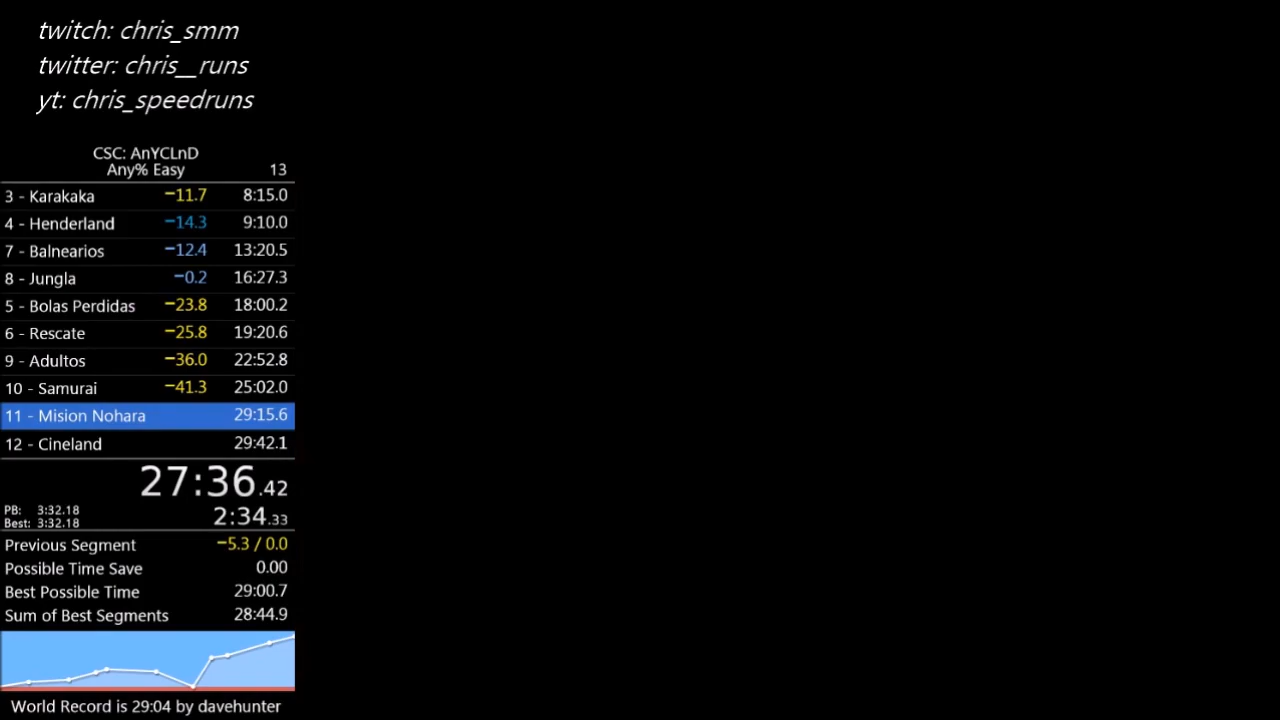 twitch: chris_smm
twitter: chris__runs
yt: chris_speedruns
CSC: AnYCLnD
Any% Easy 13
3 - Karakaka −11.7 8:15.0
4 - Henderland −14.3 9:10.0
7 - Balnearios −12.4 13:20.5
8 - Jungla −0.2 16:27.3
5 - Bolas Perdidas −23.8 18:00.2
6 - Rescate −25.8 19:20.6
9 - Adultos −36.0 22:52.8
10 - Samurai −41.3 25:02.0
11 - Mision Nohara 29:15.6
12 - Cineland 29:42.1
27:36.42
PB: 3:32.18
Best: 3:32.18 2:34.33
Previous Segment −5.3 / 0.0
Possible Time Save 0.00
Best Possible Time 29:00.7
Sum of Best Segments 28:44.9
World Record is 29:04 by davehunter